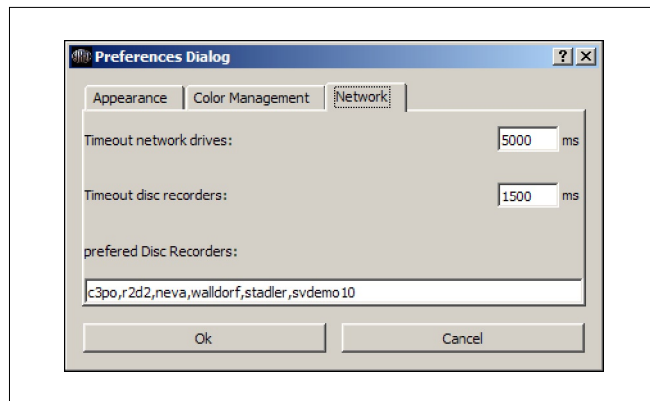 Preferences Dialog
Appearance Color Management Network
Timeout network drives: 5000 ms
Timeout disc recorders: 1500 ms
prefered Disc Recorders:
c3po,r2d2,neva,walldorf,stadler,svdemo10
Ok Cancel